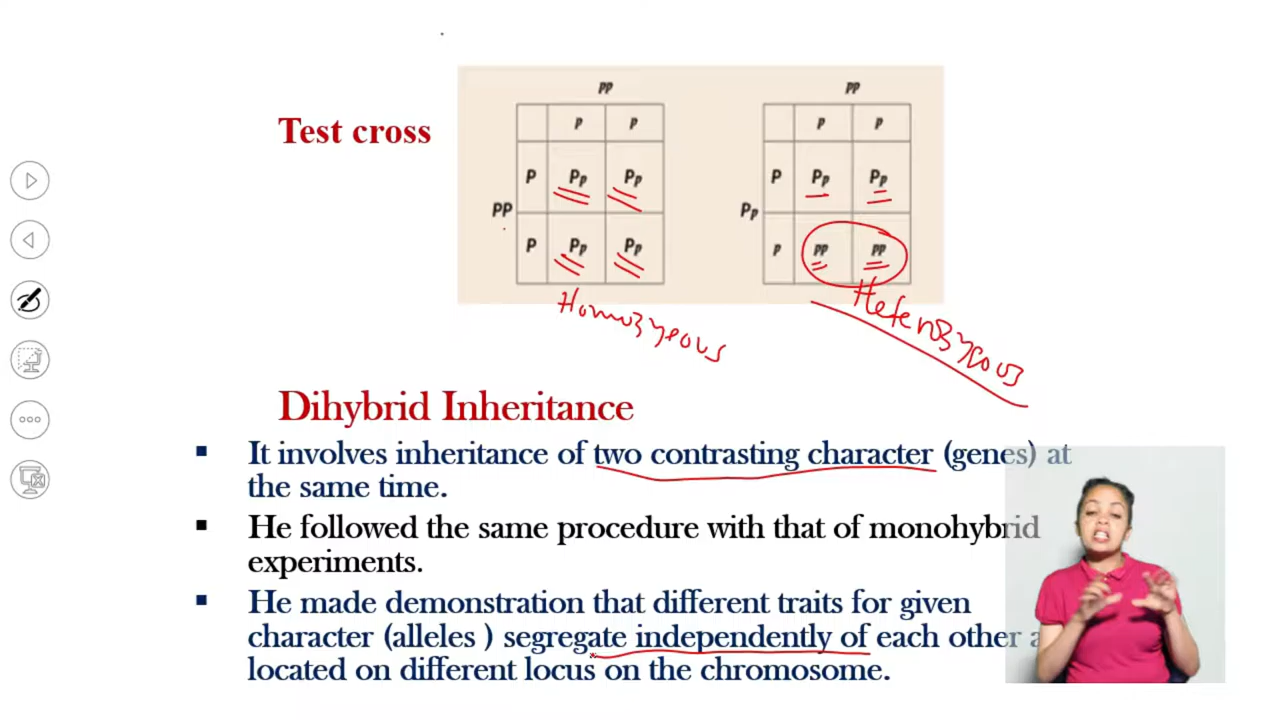 Test cross
pp
p p
P Pp Pp
PP
P Pp Pp
pp
p p
P Pp Pp
Pp
p pp pp
Homozyeous
Heterozygous
Dihybrid Inheritance
▪ It involves inheritance of two contrasting character (genes) at
the same time.
▪ He followed the same procedure with that of monohybrid
experiments.
▪ He made demonstration that different traits for given
character (alleles ) segregate independently of each other
located on different locus on the chromosome.